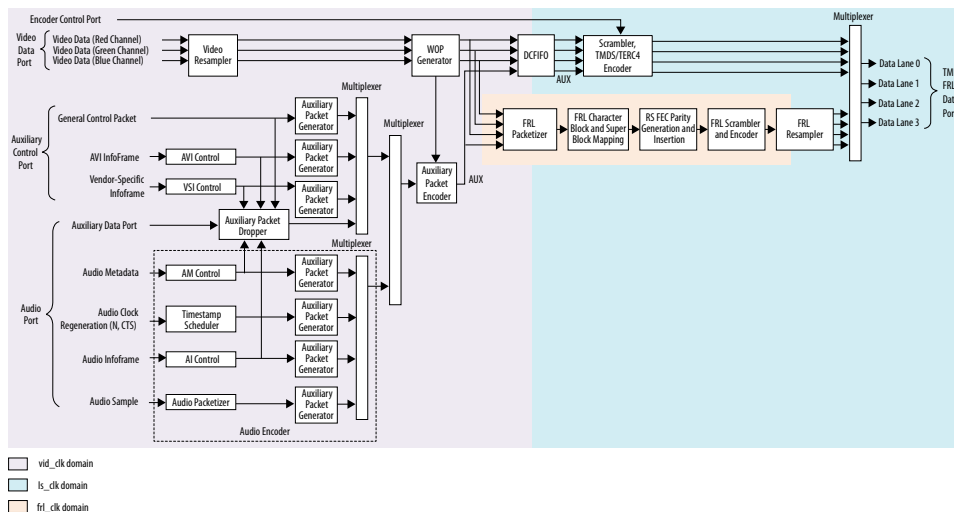 Encoder Control Port
Video
Data
Port
Video Data (Red Channel)
Video Data (Green Channel)
Video Data (Blue Channel)
Video
Resampler
WOP
Generator
DCFIFO
AUX
Scrambler,
TMDS/TERC4
Encoder
Multiplexer
Data Lane 0
Data Lane 1
Data Lane 2
Data Lane 3
TM
FRL
Dat
Por
FRL
Packetizer
FRL Character
Block and Super
Block Mapping
RS FEC Parity
Generation and
Insertion
FRL Scrambler
and Encoder
FRL
Resampler
Auxiliary
Control
Port
General Control Packet
AVI InfoFrame
AVI Control
Vendor-Specific
Infoframe
VSI Control
Auxiliary
Packet
Generator
Auxiliary
Packet
Generator
Auxiliary
Packet
Generator
Multiplexer
Multiplexer
Auxiliary
Packet
Encoder
AUX
Auxiliary Data Port
Auxiliary Packet
Dropper
Multiplexer
Audio
Port
Audio Metadata
AM Control
Auxiliary
Packet
Generator
Audio Clock
Regeneration (N, CTS)
Timestamp
Scheduler
Auxiliary
Packet
Generator
Audio Infoframe
AI Control
Auxiliary
Packet
Generator
Audio Sample
Audio Packetizer
Auxiliary
Packet
Generator
Audio Encoder
vid_clk domain
ls_clk domain
frl_clk domain